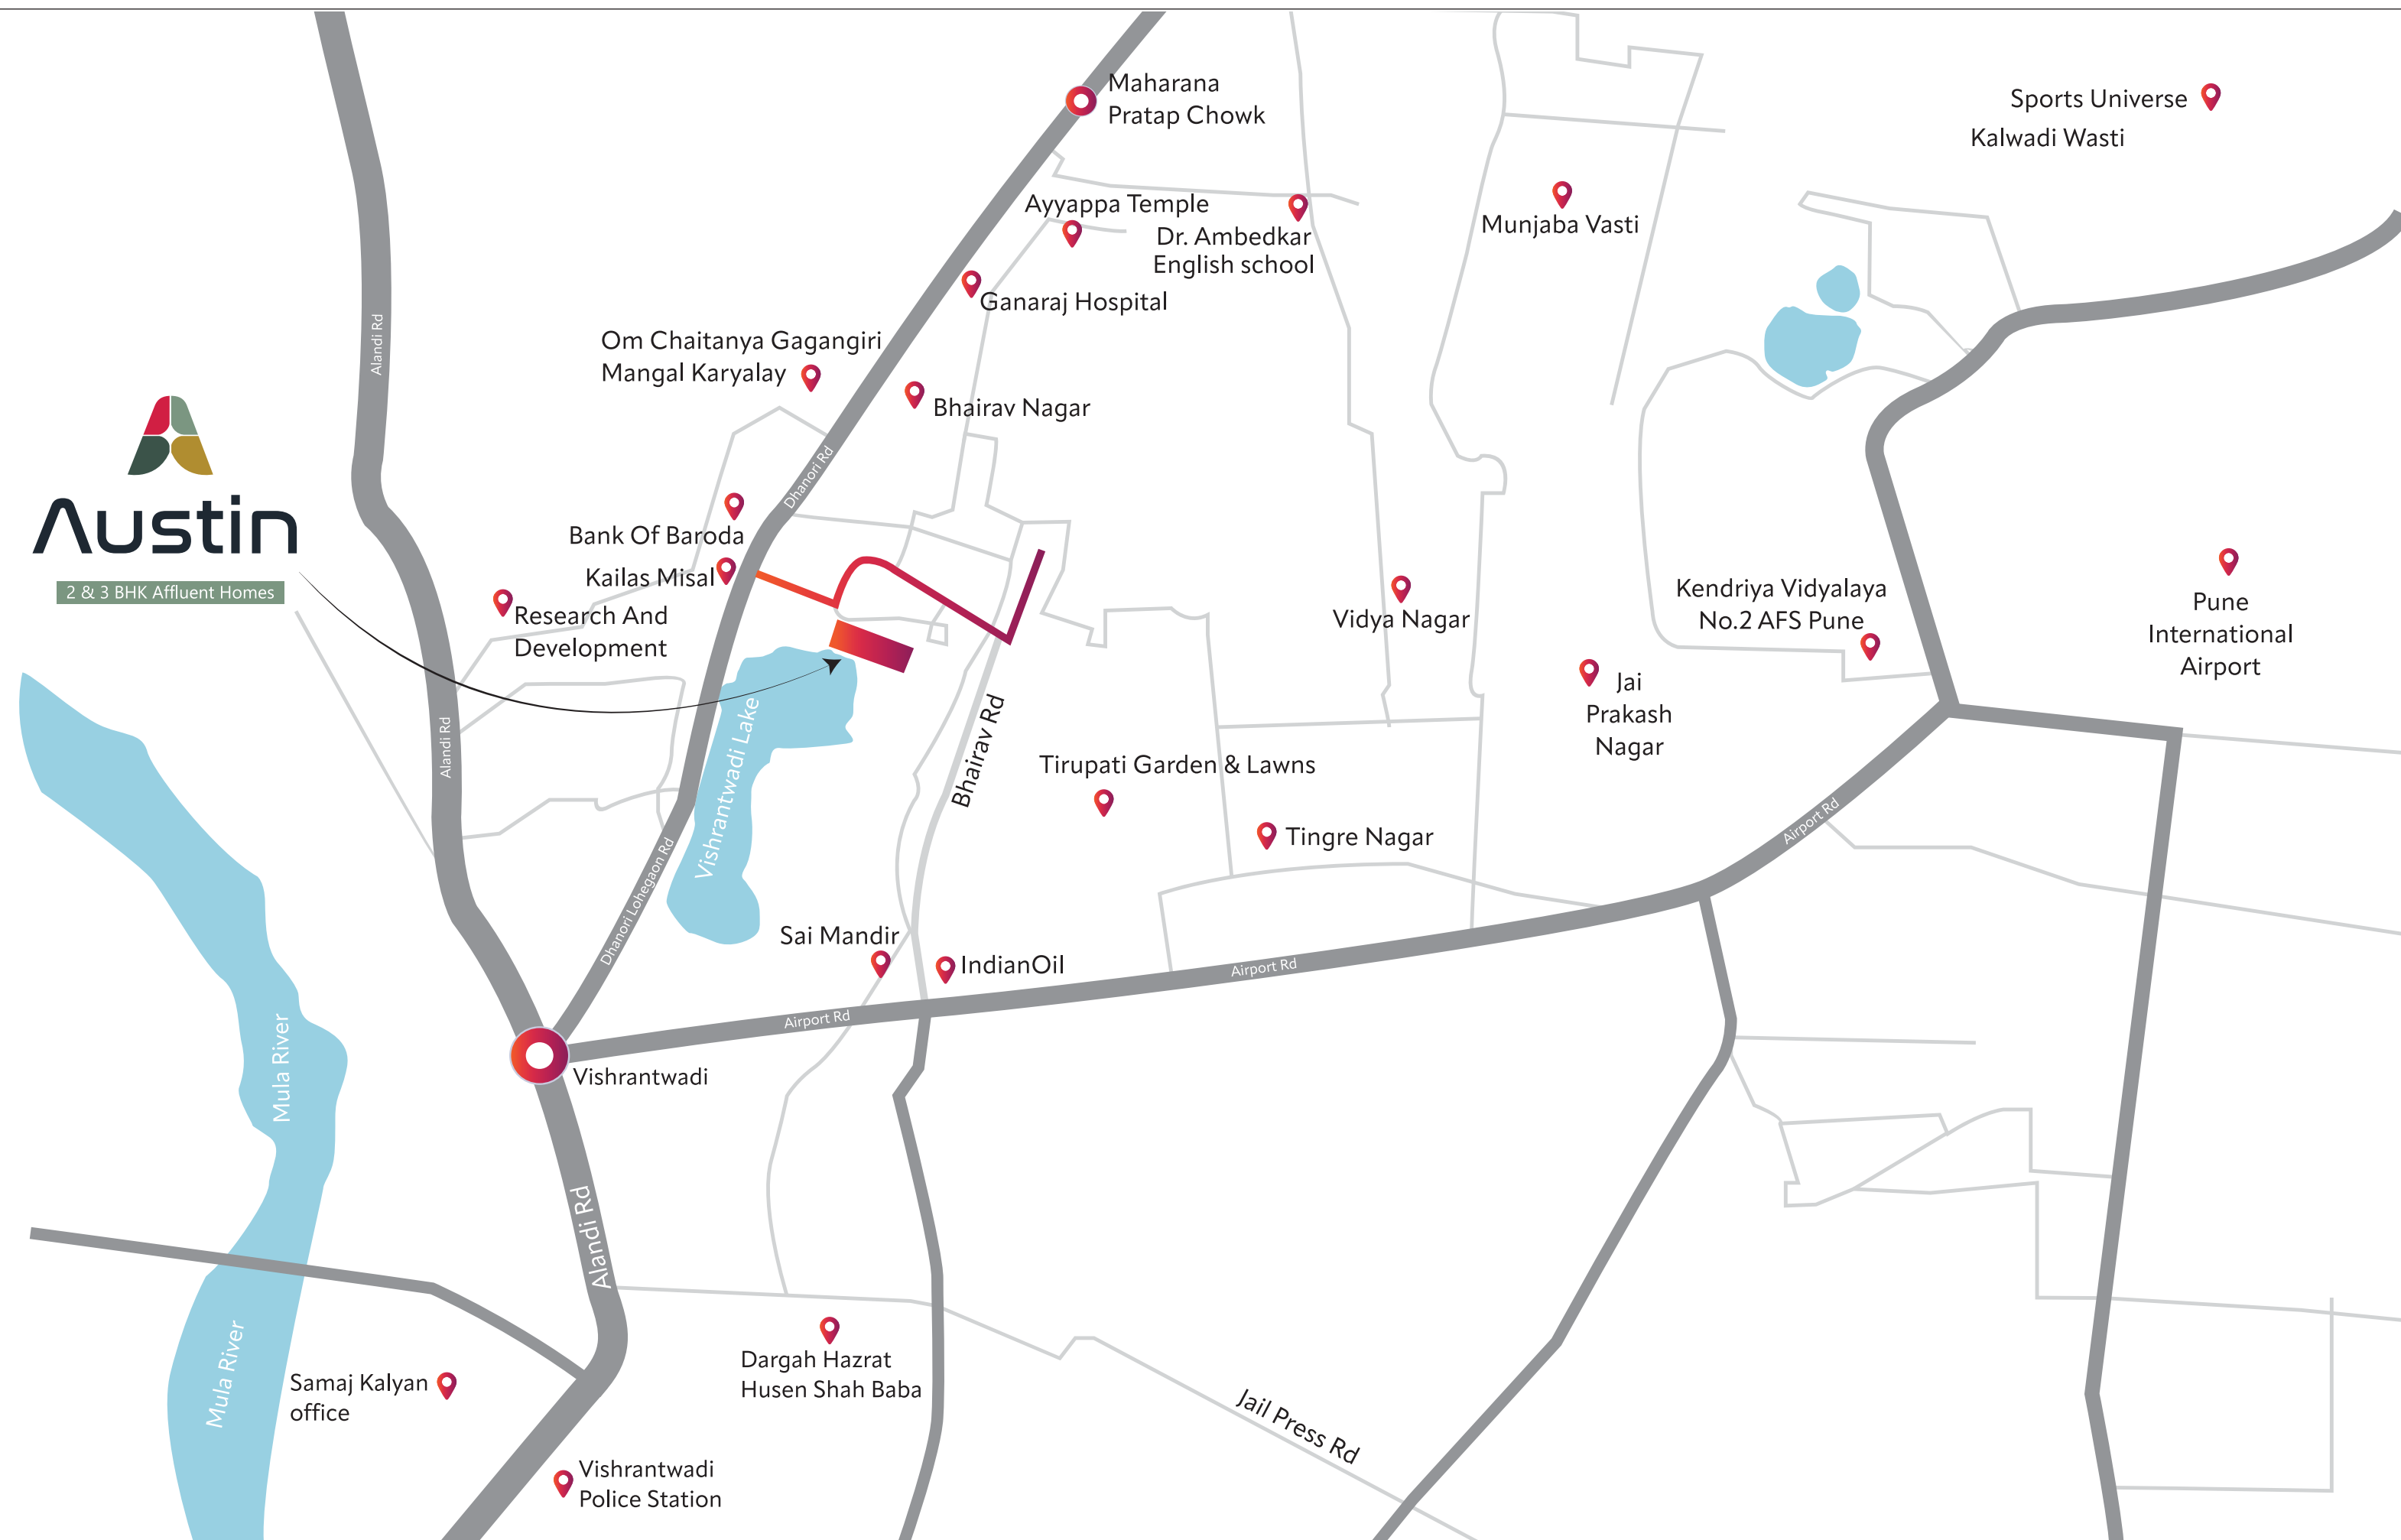 Maharana
Pratap Chowk
Sports Universe
Kalwadi Wasti
Ayyappa Temple
Dr. Ambedkar
English school
Munjaba Vasti
Ganaraj Hospital
Om Chaitanya Gagangiri
Mangal Karyalay
Bhairav Nagar
Alandi Rd
Dhanori Rd
Austin
2 & 3 BHK Affluent Homes
Bank Of Baroda
Kailas Misal
Research And
Development
Vidya Nagar
Kendriya Vidyalaya
No.2 AFS Pune
Pune
International
Airport
Jai
Prakash
Nagar
Alandi Rd
Vishrantwadi Lake
Bhairav Rd
Tirupati Garden & Lawns
Tingre Nagar
Airport Rd
Dhanori Lohegaon Rd
Sai Mandir
IndianOil
Airport Rd
Airport Rd
Mula River
Vishrantwadi
Alandi Rd
Mula River
Samaj Kalyan
office
Dargah Hazrat
Husen Shah Baba
Jail Press Rd
Vishrantwadi
Police Station